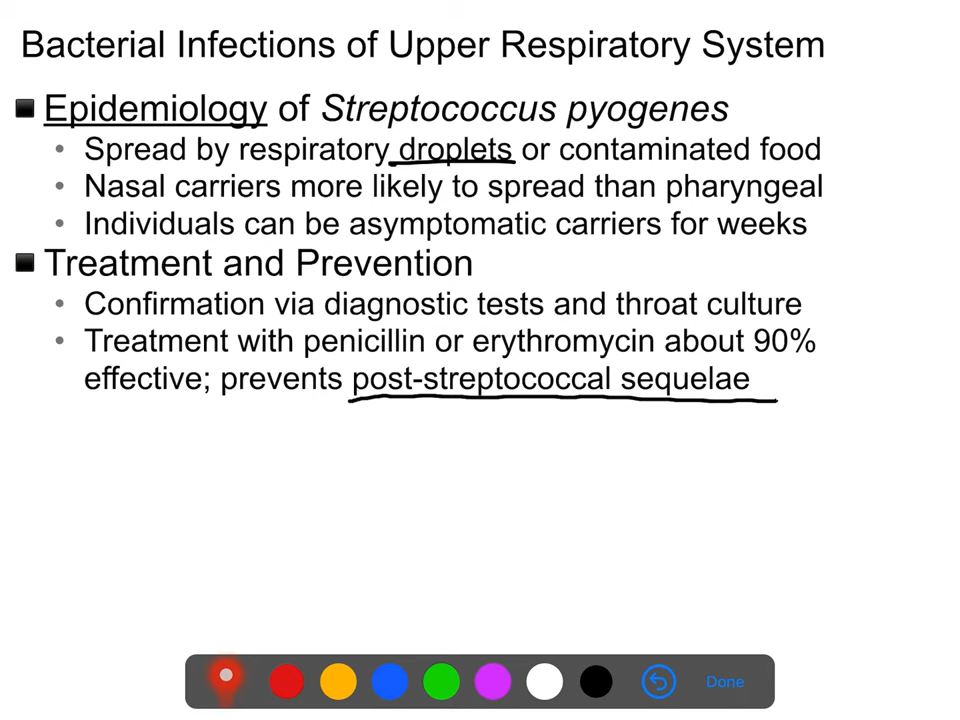 Bacterial Infections of Upper Respiratory System
Epidemiology of Streptococcus pyogenes
Spread by respiratory droplets or contaminated food
Nasal carriers more likely to spread than pharyngeal
Individuals can be asymptomatic carriers for weeks
Treatment and Prevention
Confirmation via diagnostic tests and throat culture
Treatment with penicillin or erythromycin about 90%
effective; prevents post-streptococcal sequelae
Done